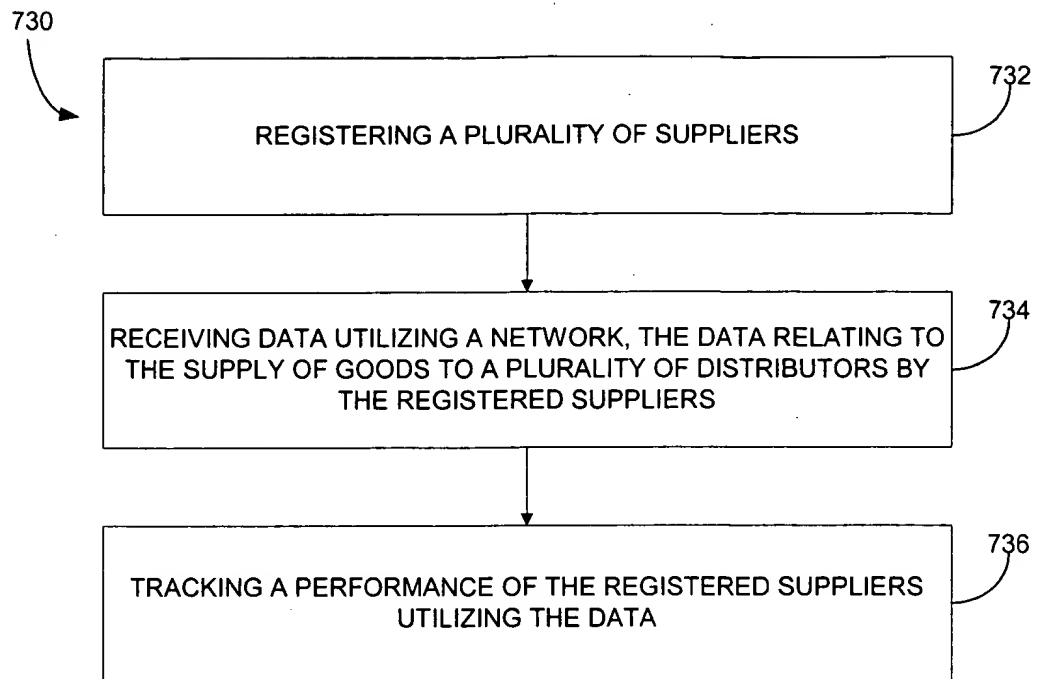 730
732
REGISTERING A PLURALITY OF SUPPLIERS
734
RECEIVING DATA UTILIZING A NETWORK, THE DATA RELATING TO
THE SUPPLY OF GOODS TO A PLURALITY OF DISTRIBUTORS BY
THE REGISTERED SUPPLIERS
736
TRACKING A PERFORMANCE OF THE REGISTERED SUPPLIERS
UTILIZING THE DATA